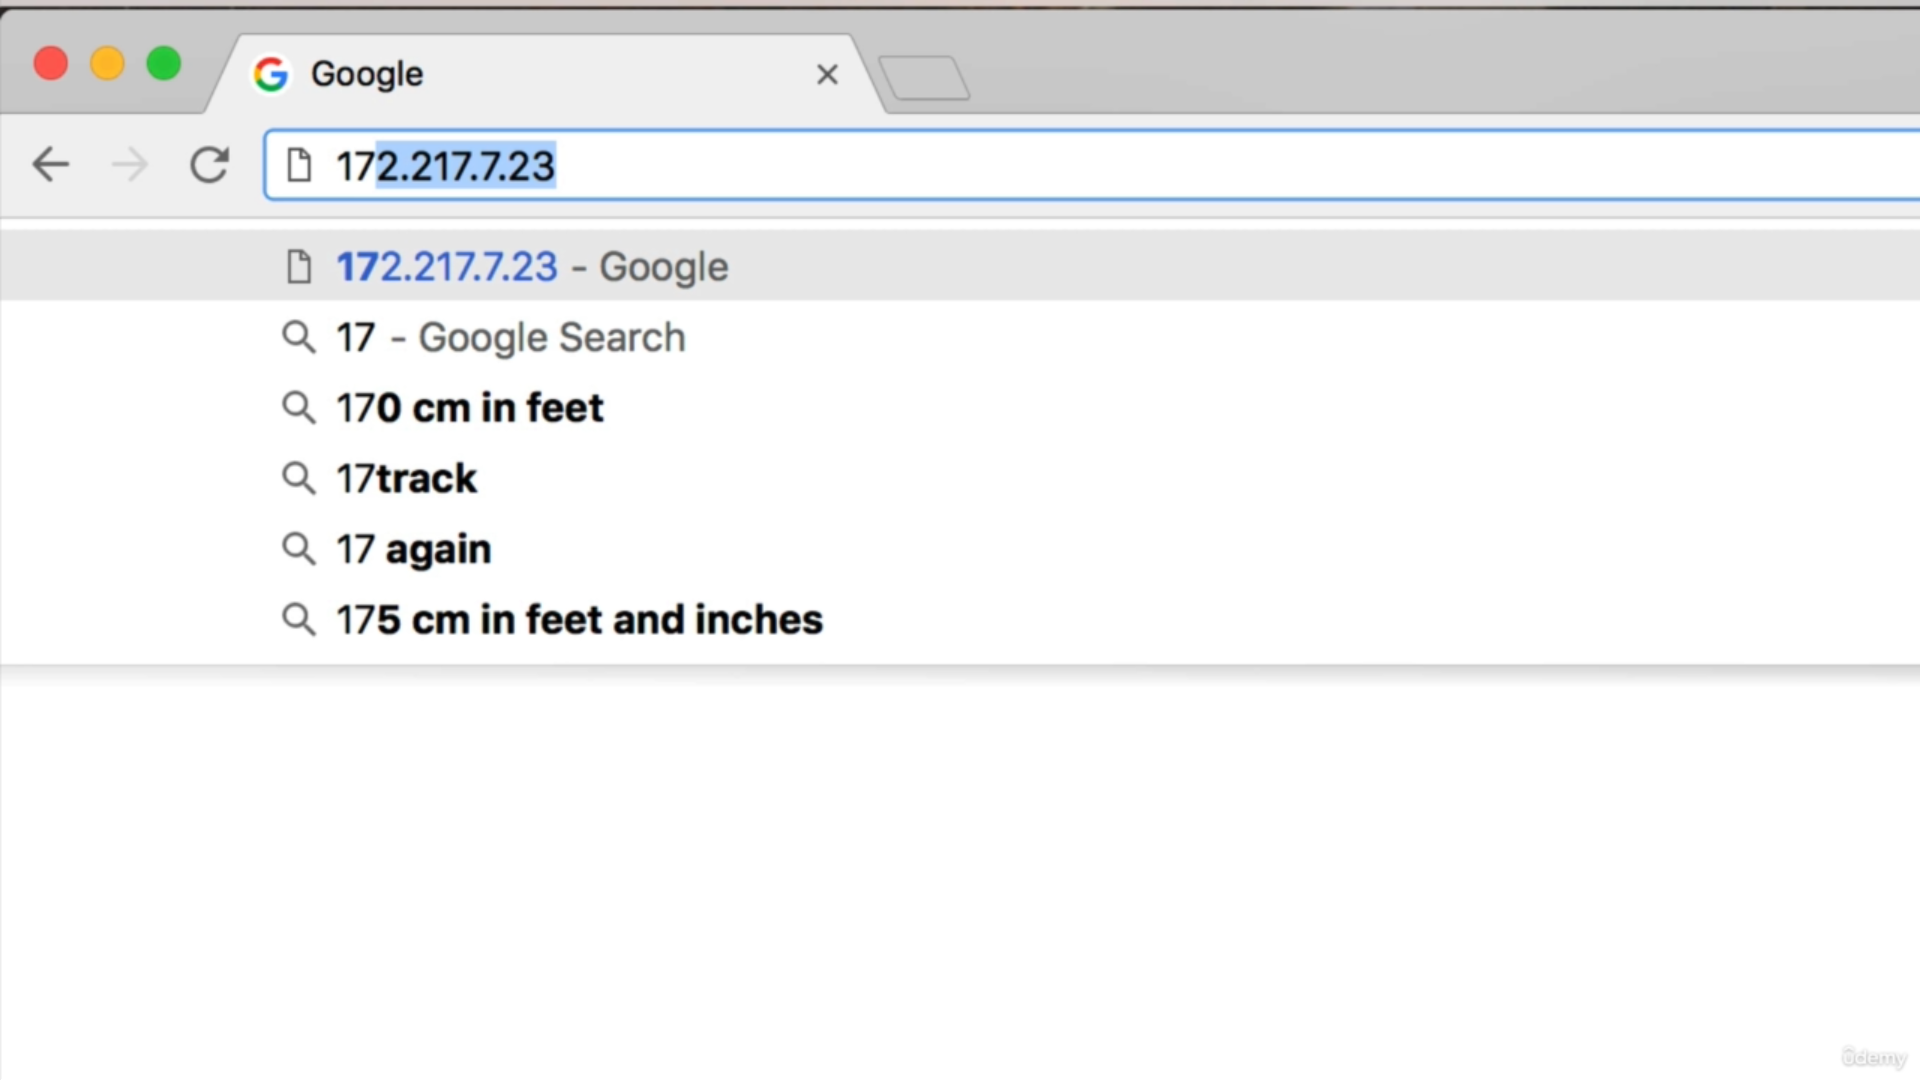 Google
172.217.7.23
172.217.7.23 - Google
17 - Google Search
170 cm in feet
17track
17 again
175 cm in feet and inches
ûdemy